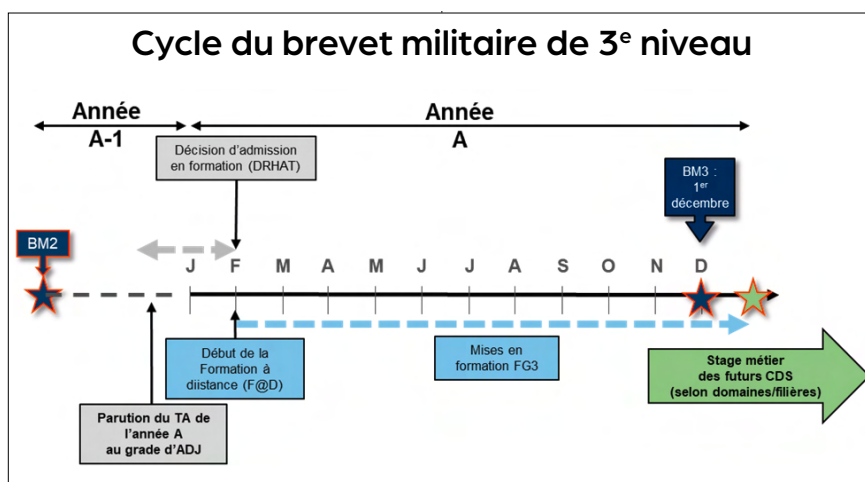 Cycle du brevet militaire de 3e niveau
Année
A-1
Année
A
Décision d'admission
en formation (DRHAT)
BM3 :
1er
décembre
BM2
J F M A M J J A S O N D
Début de la
Formation à
diistance (F@D)
Mises en
formation FG3
Stage métier
des futurs CDS
(selon domaines/filières)
Parution du TA de
l'année A
au grade d'ADJ